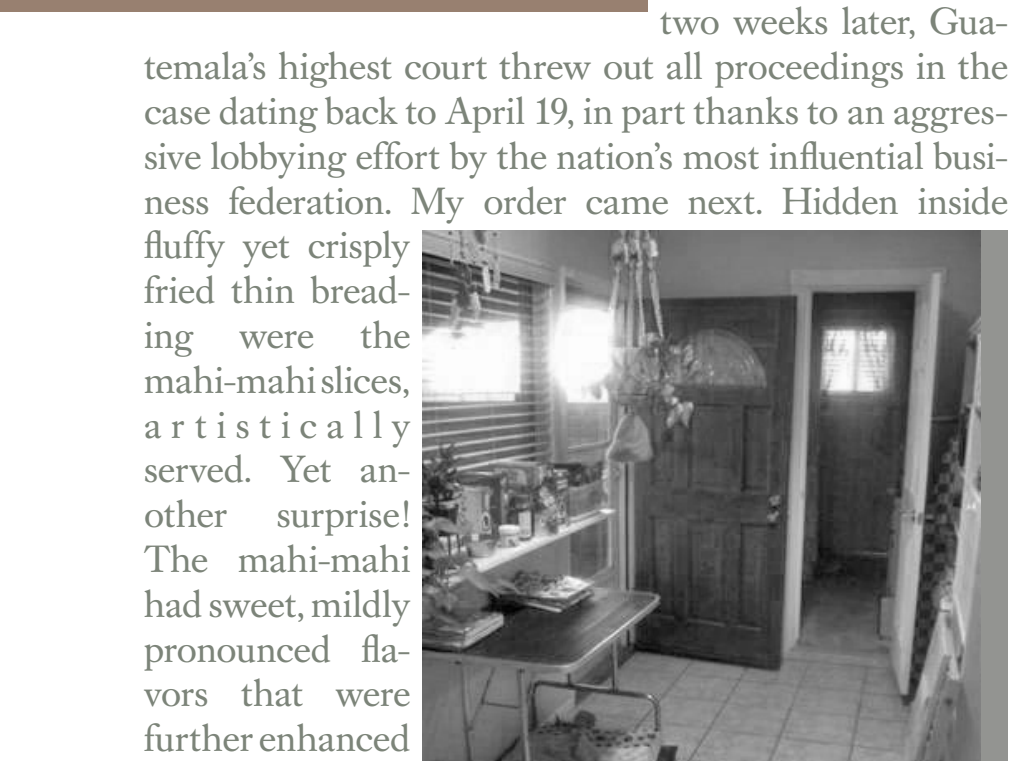 two weeks later, Gua-
temala’s highest court threw out all proceedings in the
case dating back to April 19, in part thanks to an aggres-
sive lobbying effort by the nation’s most influential busi-
ness federation. My order came next. Hidden inside
fluffy yet crisply
fried thin bread-
ing were the
mahi-mahi slices,
artistically
served. Yet an-
other surprise!
The mahi-mahi
had sweet, mildly
pronounced fla-
vors that were
further enhanced